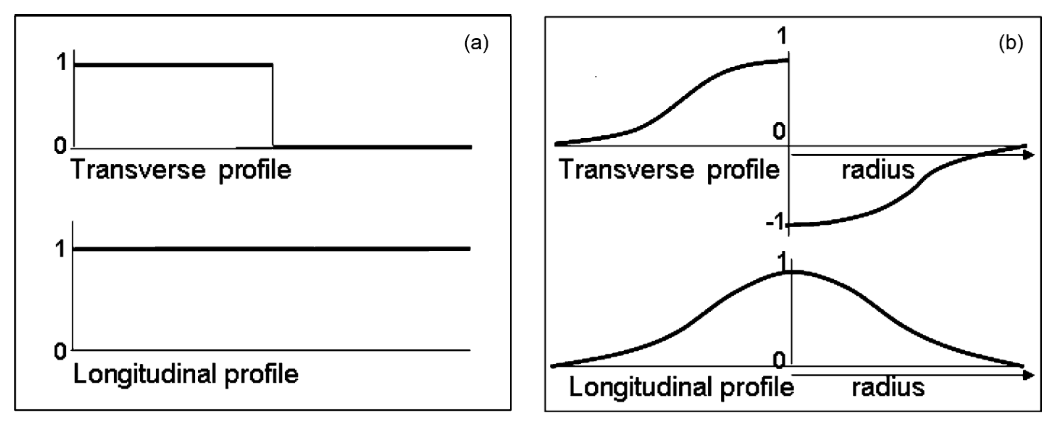 (a)
1
0
Transverse profile
1
0
Longitudinal profile
(b)
1
0
Transverse profile radius
-1
1
0
Longitudinal profile radius